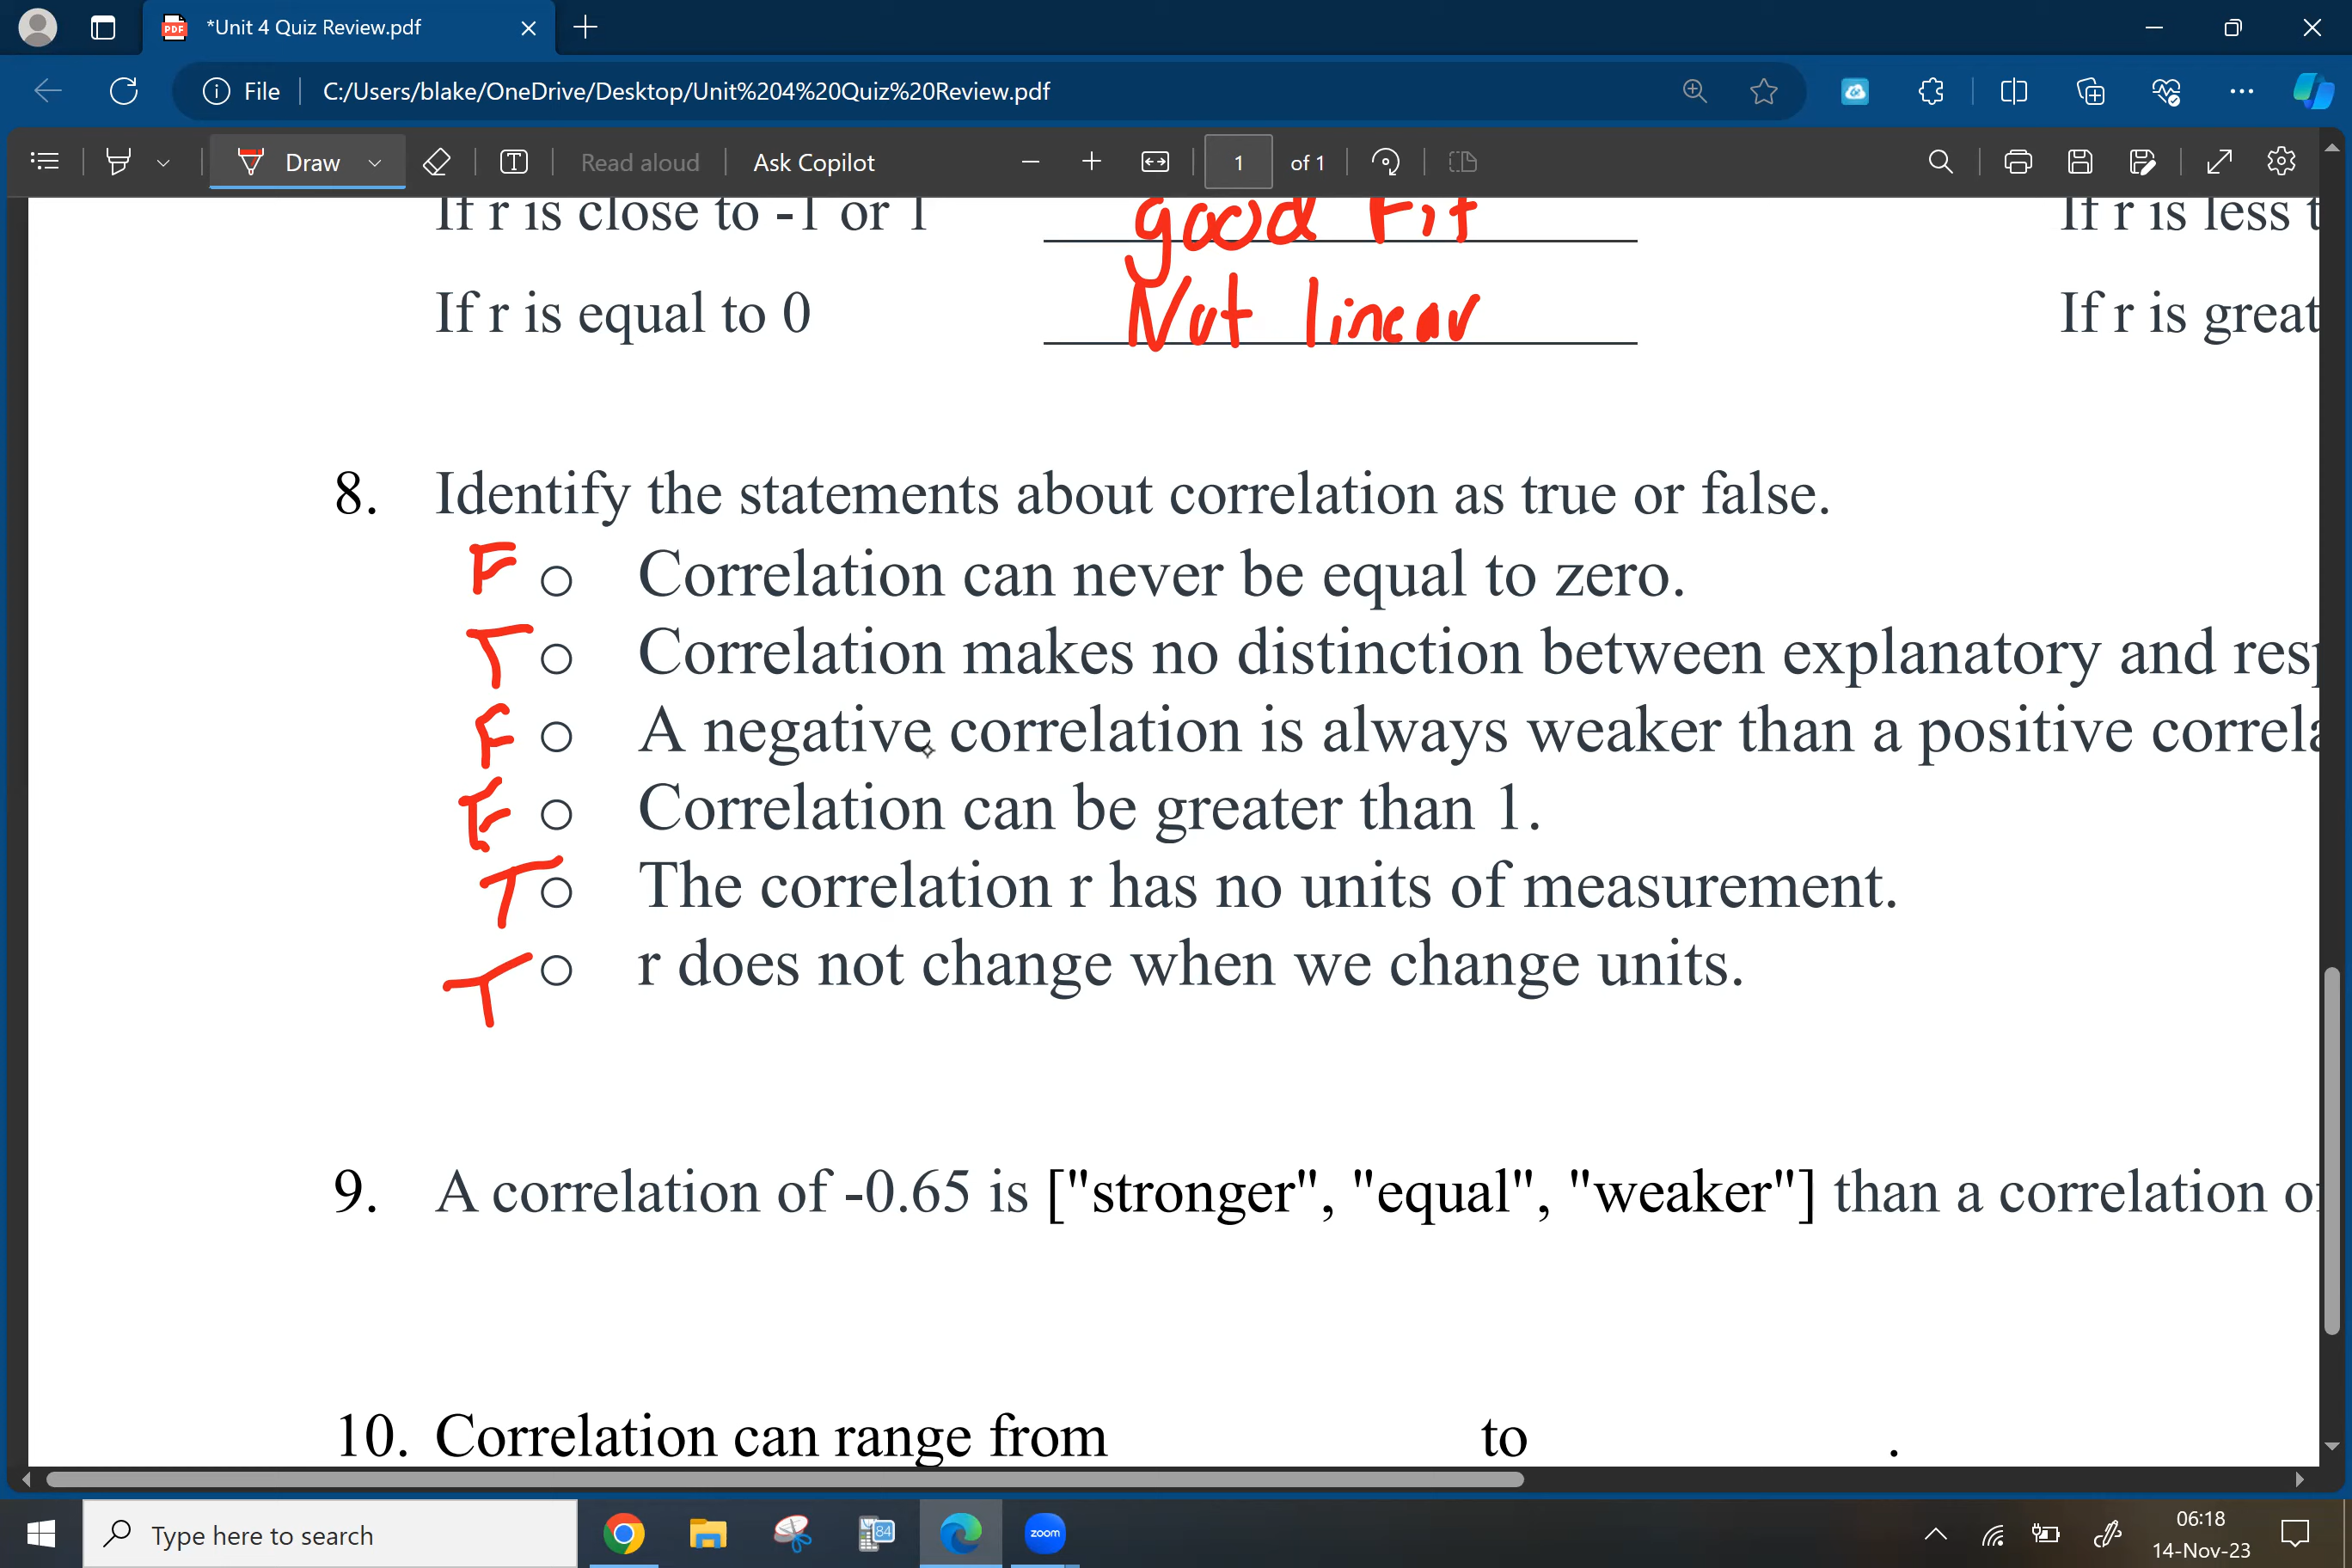 *Unit 4 Quiz Review.pdf
File C:/Users/blake/OneDrive/Desktop/Unit%204%20Quiz%20Review.pdf
Draw Read aloud Ask Copilot 1 of 1
If r is close to -1 or 1 good Fit If r is less t
If r is equal to 0 Not linear If r is great
8. Identify the statements about correlation as true or false.
F o Correlation can never be equal to zero.
T o Correlation makes no distinction between explanatory and resp
F o A negative correlation is always weaker than a positive correla
F o Correlation can be greater than 1.
T o The correlation r has no units of measurement.
T o r does not change when we change units.
9. A correlation of -0.65 is ["stronger", "equal", "weaker"] than a correlation of
10. Correlation can range from to .
Type here to search 84 zoom 06:18
14-Nov-23